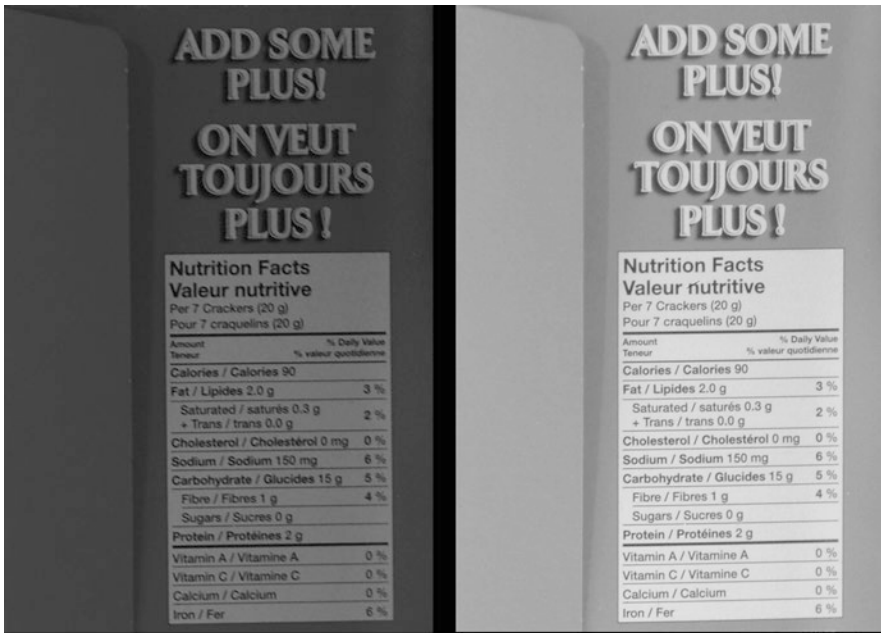 ADD SOME
PLUS!
ON VEUT
TOUJOURS
PLUS !
Nutrition Facts
Valeur nutritive
Per 7 Crackers (20 g)
Pour 7 craquelins (20 g)
Amount % Daily Value
Teneur % valeur quotidienne
Calories / Calories 90
Fat / Lipides 2.0 g 3 %
Saturated / saturés 0.3 g
+ Trans / trans 0.0 g 2 %
Cholesterol / Cholestérol 0 mg 0 %
Sodium / Sodium 150 mg 6 %
Carbohydrate / Glucides 15 g 5 %
Fibre / Fibres 1 g 4 %
Sugars / Sucres 0 g
Protein / Protéines 2 g
Vitamin A / Vitamine A 0 %
Vitamin C / Vitamine C 0 %
Calcium / Calcium 0 %
Iron / Fer 6 %
ADD SOME
PLUS!
ON VEUT
TOUJOURS
PLUS !
Nutrition Facts
Valeur nutritive
Per 7 Crackers (20 g)
Pour 7 craquelins (20 g)
Amount % Daily Value
Teneur % valeur quotidienne
Calories / Calories 90
Fat / Lipides 2.0 g 3 %
Saturated / saturés 0.3 g
+ Trans / trans 0.0 g 2 %
Cholesterol / Cholestérol 0 mg 0 %
Sodium / Sodium 150 mg 6 %
Carbohydrate / Glucides 15 g 5 %
Fibre / Fibres 1 g 4 %
Sugars / Sucres 0 g
Protein / Protéines 2 g
Vitamin A / Vitamine A 0 %
Vitamin C / Vitamine C 0 %
Calcium / Calcium 0 %
Iron / Fer 6 %